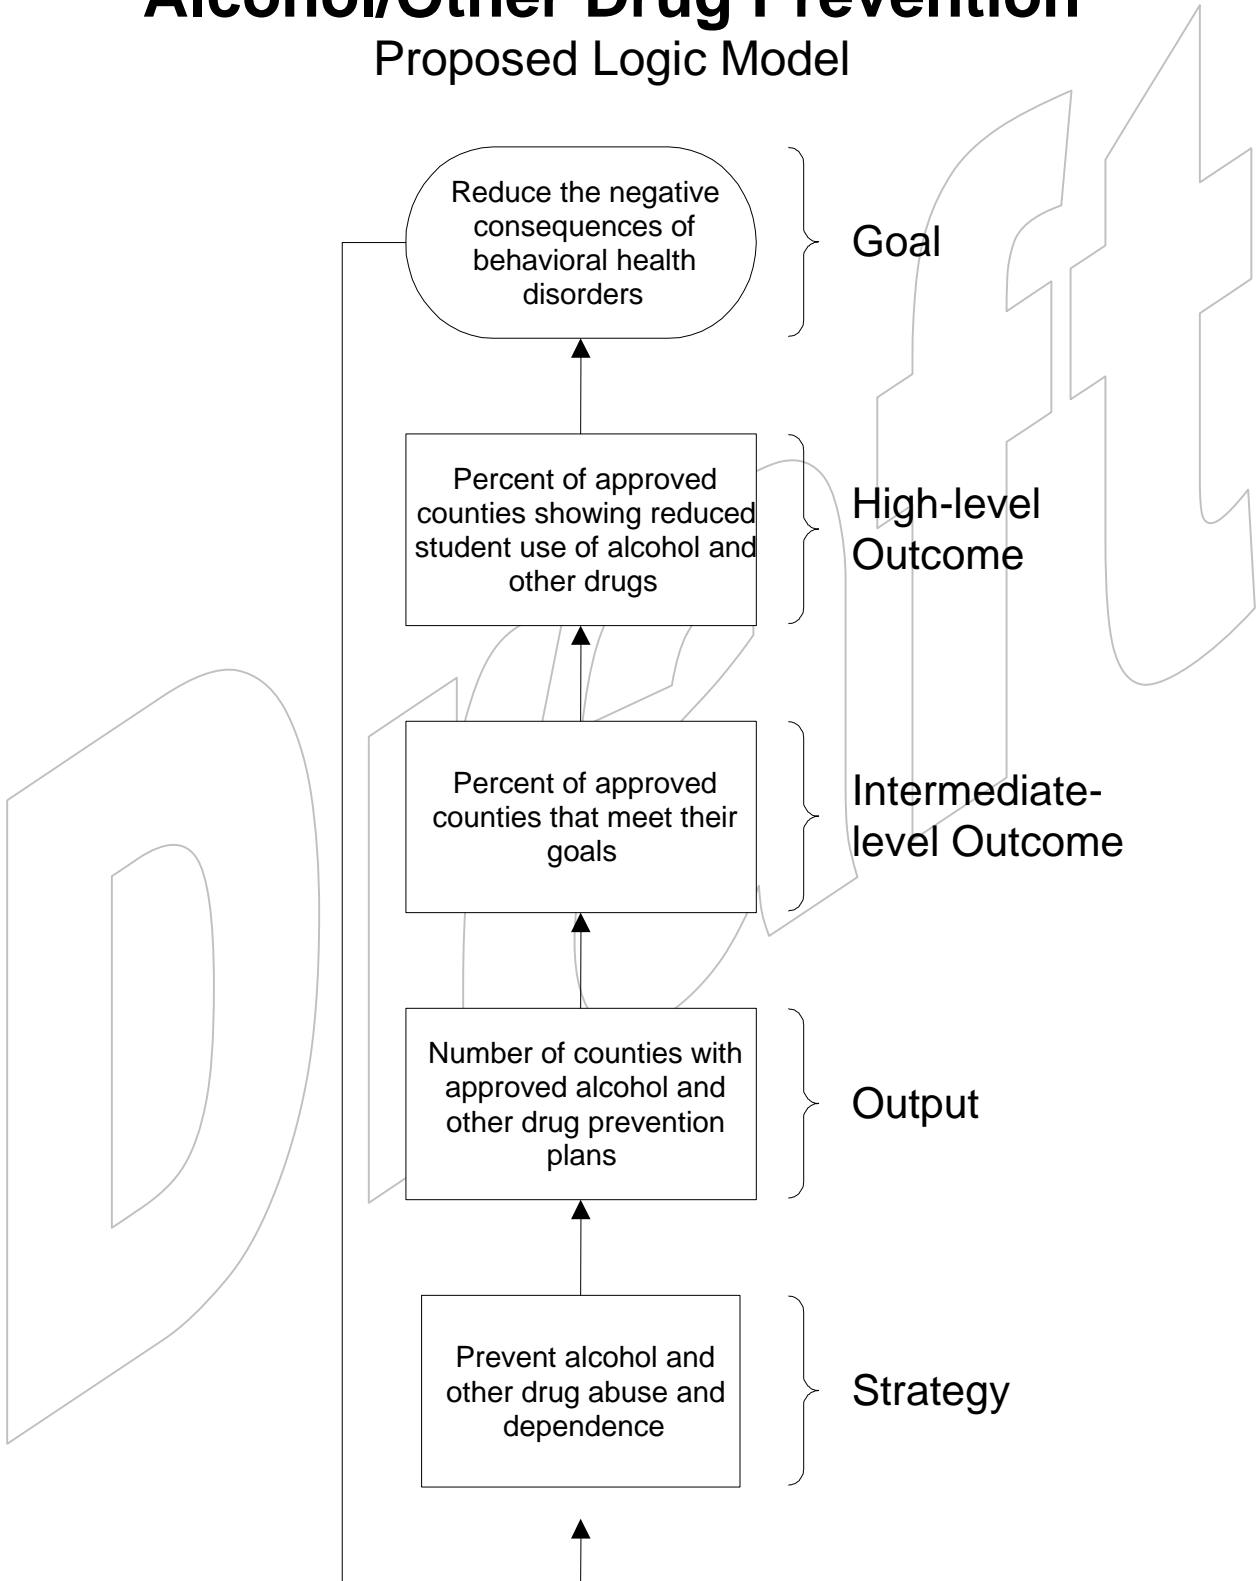 Alcohol/Other Drug Prevention
Proposed Logic Model
Reduce the negative
consequences of
behavioral health
disorders
Goal
Percent of approved
counties showing reduced
student use of alcohol and
other drugs
High-level
Outcome
Percent of approved
counties that meet their
goals
Intermediate-
level Outcome
Number of counties with
approved alcohol and
other drug prevention
plans
Output
Prevent alcohol and
other drug abuse and
dependence
Strategy
Draft